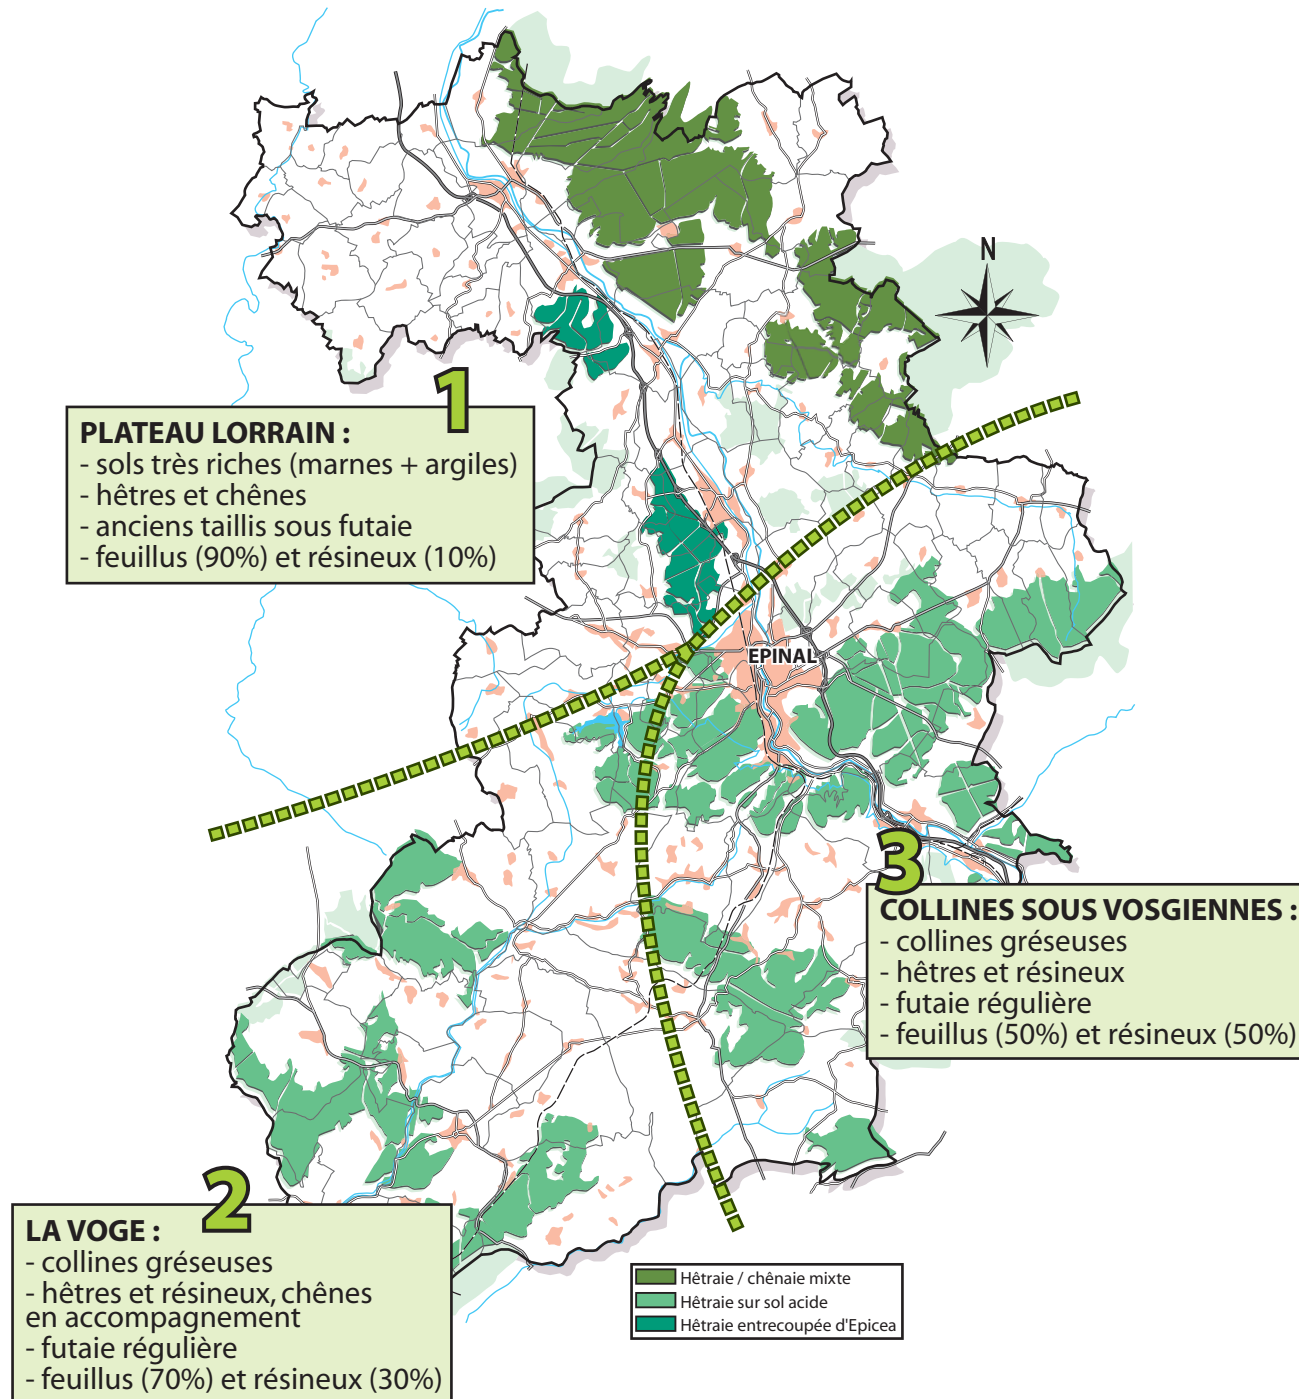 N
1
PLATEAU LORRAIN :
- sols très riches (marnes + argiles)
- hêtres et chênes
- anciens taillis sous futaie
- feuillus (90%) et résineux (10%)
EPINAL
3
COLLINES SOUS VOSGIENNES :
- collines gréseuses
- hêtres et résineux
- futaie régulière
- feuillus (50%) et résineux (50%)
2
LA VOGE :
- collines gréseuses
- hêtres et résineux, chênes
en accompagnement
- futaie régulière
- feuillus (70%) et résineux (30%)
Hêtraie / chênaie mixte
Hêtraie sur sol acide
Hêtraie entrecoupée d'Epicea